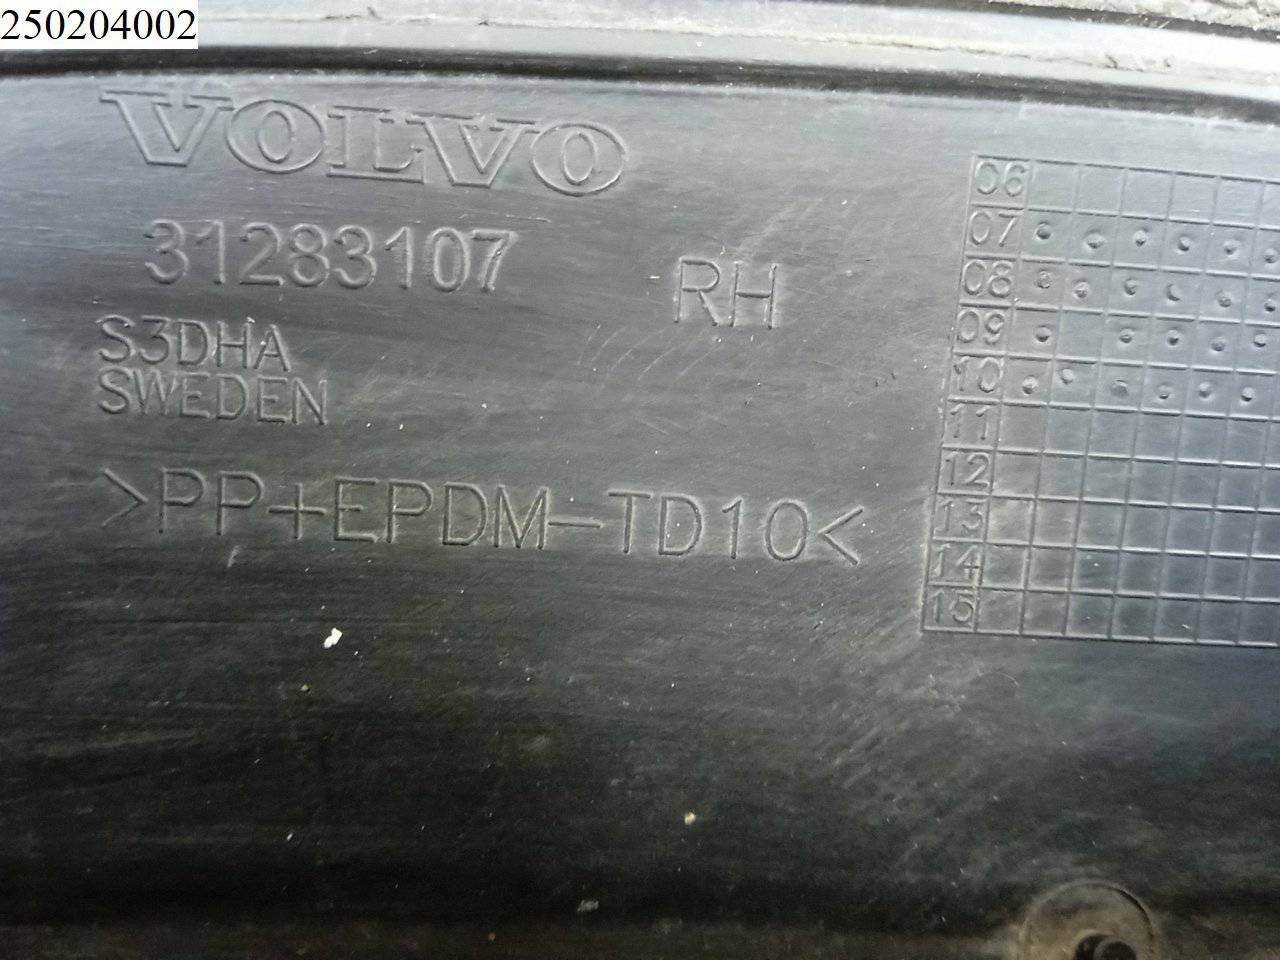 250204002
VOLVO
31283107
RH
S3DHA
SWEDEN
>PP+EPDM-TD10<
06
07
08
09
10
11
12
13
14
15